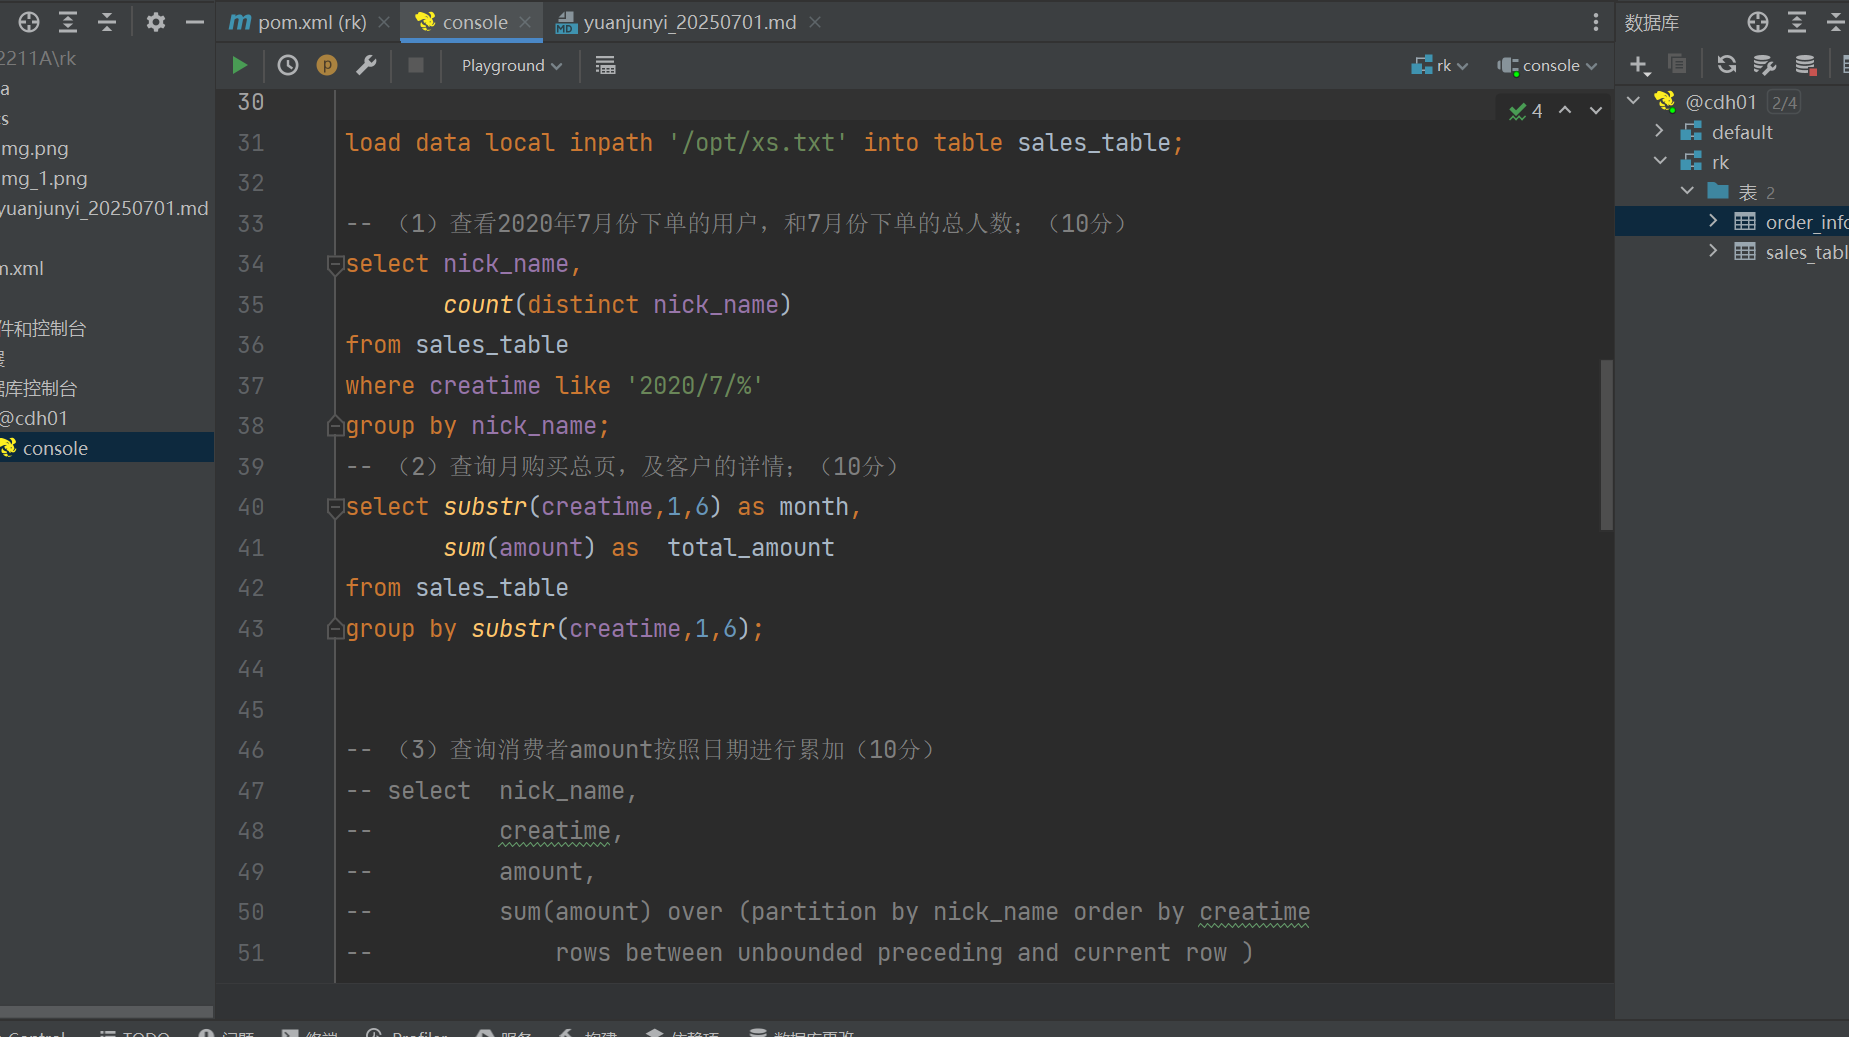 pom.xml (rk)
console
yuanjunyi_20250701.md
数据库
2211A\rk
Playground
rk
console
a
s
mg.png
mg_1.png
yuanjunyi_20250701.md
m.xml
件和控制台
展
居库控制台
@cdh01
console
4
30
31 load data local inpath '/opt/xs.txt' into table sales_table;
32
33 -- （1）查看2020年7月份下单的用户，和7月份下单的总人数；（10分）
34 select nick_name,
35 count(distinct nick_name)
36 from sales_table
37 where creatime like '2020/7/%'
38 group by nick_name;
39 -- （2）查询月购买总页，及客户的详情；（10分）
40 select substr(creatime,1,6) as month,
41 sum(amount) as  total_amount
42 from sales_table
43 group by substr(creatime,1,6);
44
45
46 -- （3）查询消费者amount按照日期进行累加（10分）
47 -- select  nick_name,
48 -- creatime,
49 -- amount,
50 -- sum(amount) over (partition by nick_name order by creatime
51 -- rows between unbounded preceding and current row )
@cdh01 2/4
default
rk
表 2
order_info
sales_tabl
Control
TODO
问题
终端
Profiler
服务
构建
依赖项
数据库更改